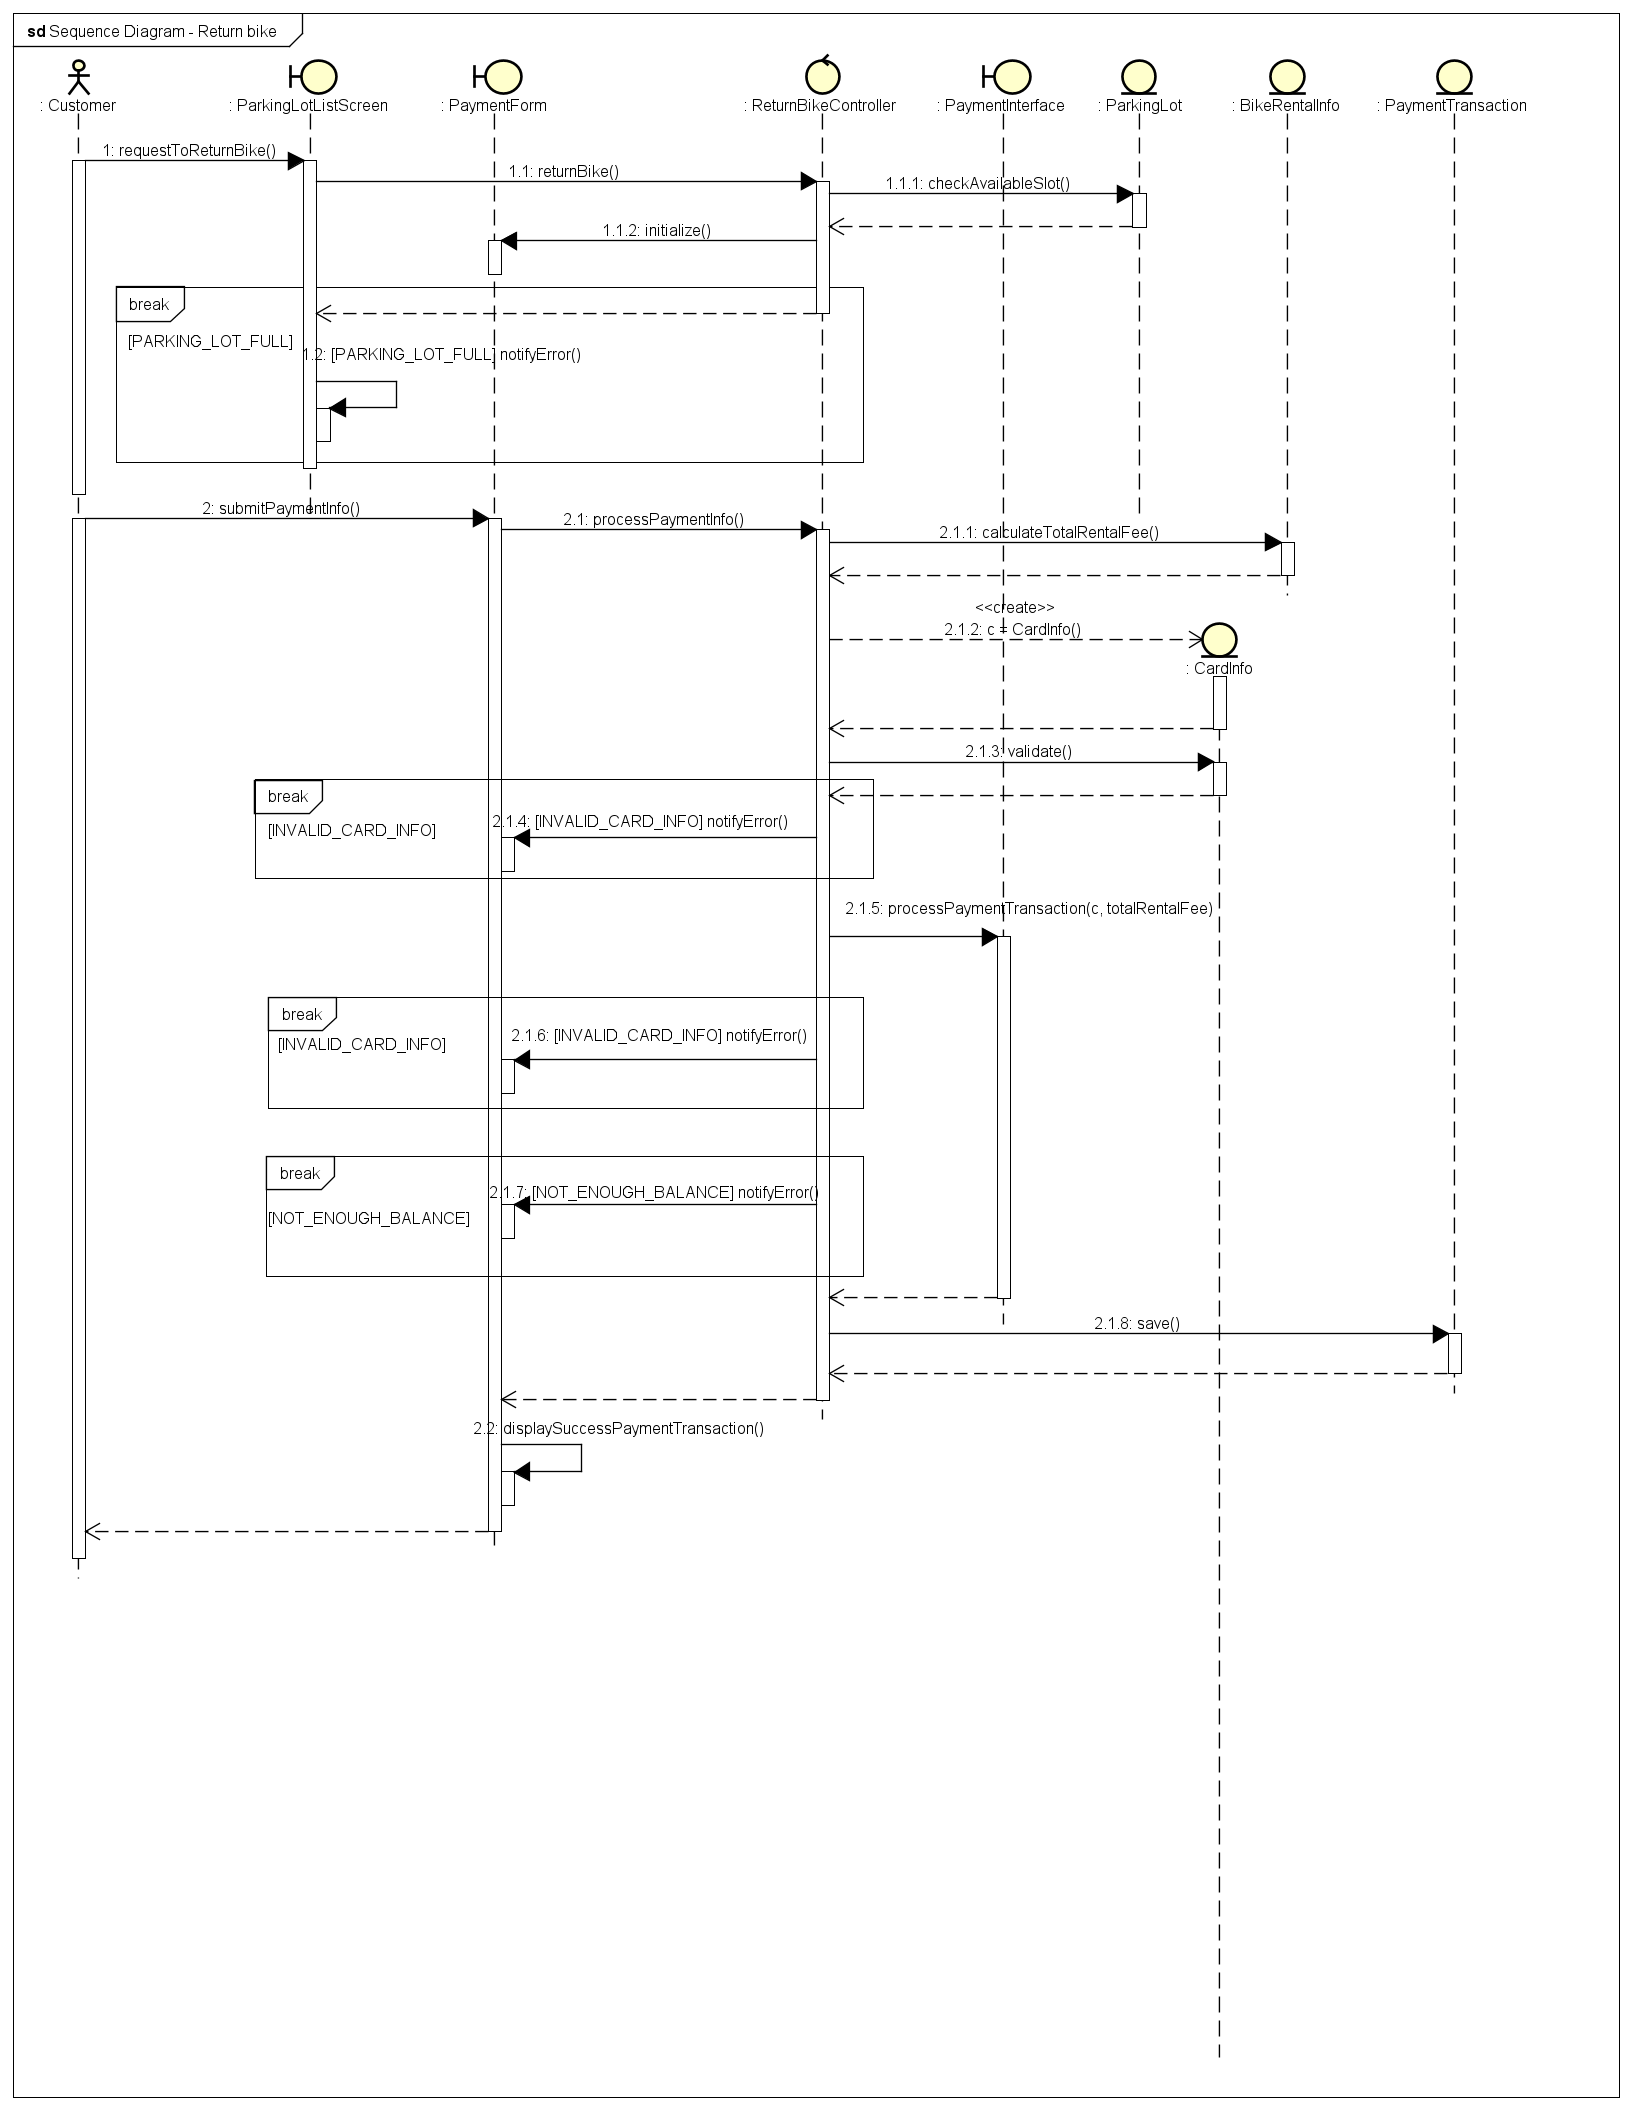 sd Sequence Diagram - Return bike
: Customer
: ParkingLotListScreen
: PaymentForm
: ReturnBikeController
: PaymentInterface
: ParkingLot
: BikeRentalInfo
: PaymentTransaction
1: requestToReturnBike()
1.1: returnBike()
1.1.1: checkAvailableSlot()
1.1.2: initialize()
break
[PARKING_LOT_FULL]
1.2: [PARKING_LOT_FULL] notifyError()
2: submitPaymentInfo()
2.1: processPaymentInfo()
2.1.1: calculateTotalRentalFee()
<<create>>
2.1.2: c = CardInfo()
: CardInfo
2.1.3: validate()
break
[INVALID_CARD_INFO]
2.1.4: [INVALID_CARD_INFO] notifyError()
2.1.5: processPaymentTransaction(c, totalRentalFee)
break
[INVALID_CARD_INFO]
2.1.6: [INVALID_CARD_INFO] notifyError()
break
[NOT_ENOUGH_BALANCE]
2.1.7: [NOT_ENOUGH_BALANCE] notifyError()
2.1.8: save()
2.2: displaySuccessPaymentTransaction()